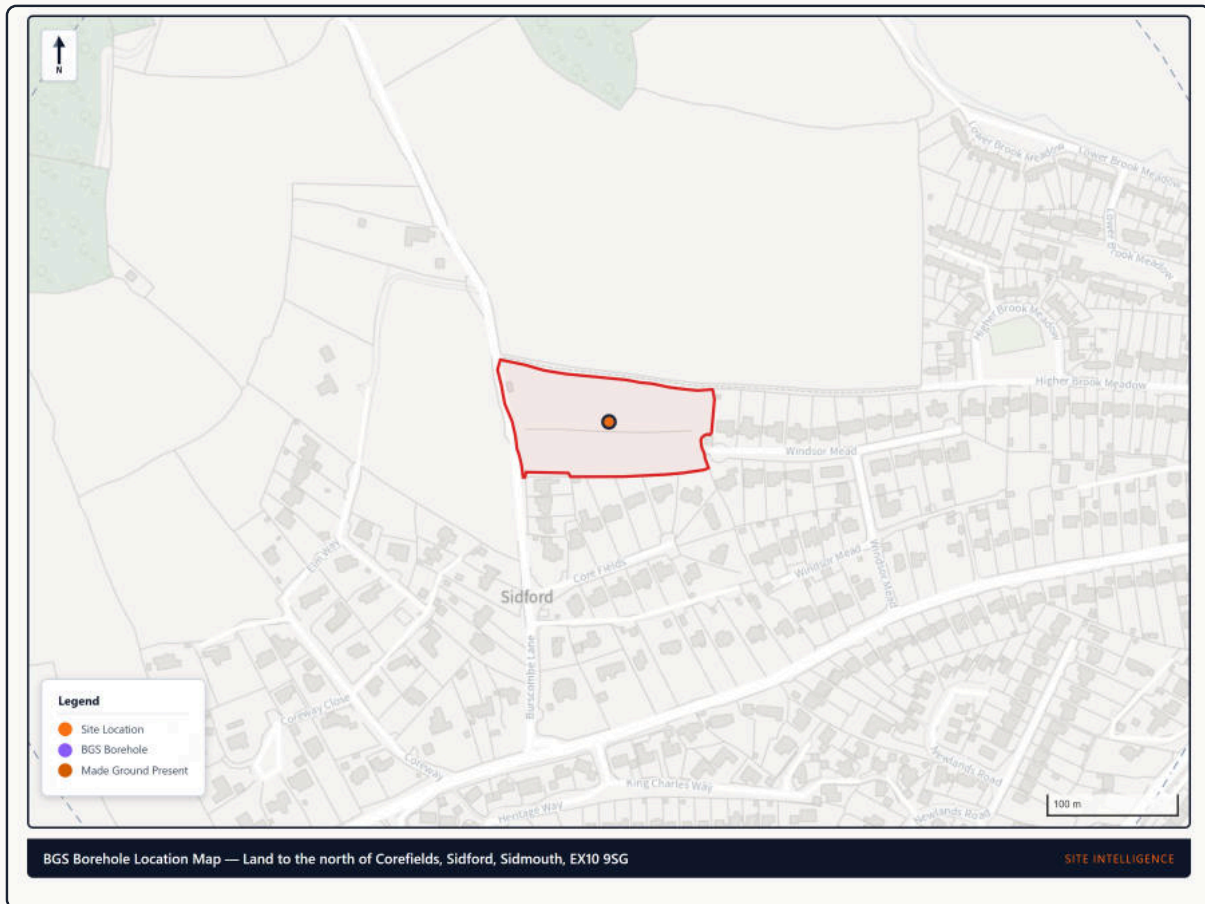 N
Lower Brook Meadow
Lower Brook Meadow
Lower Brook Meadow
Higher Brook Meadow
Higher Brook Meadow
Windsor Mead
Windsor Mead
Windsor Mead
Core Fields
Elm Way
Sidford
Burscombe Lane
Coreway Close
Coreway
King Charles Way
Heritage Way
Newlands Road
Legend
Site Location
BGS Borehole
Made Ground Present
100 m
BGS Borehole Location Map — Land to the north of Corefields, Sidford, Sidmouth, EX10 9SG
SITE INTELLIGENCE